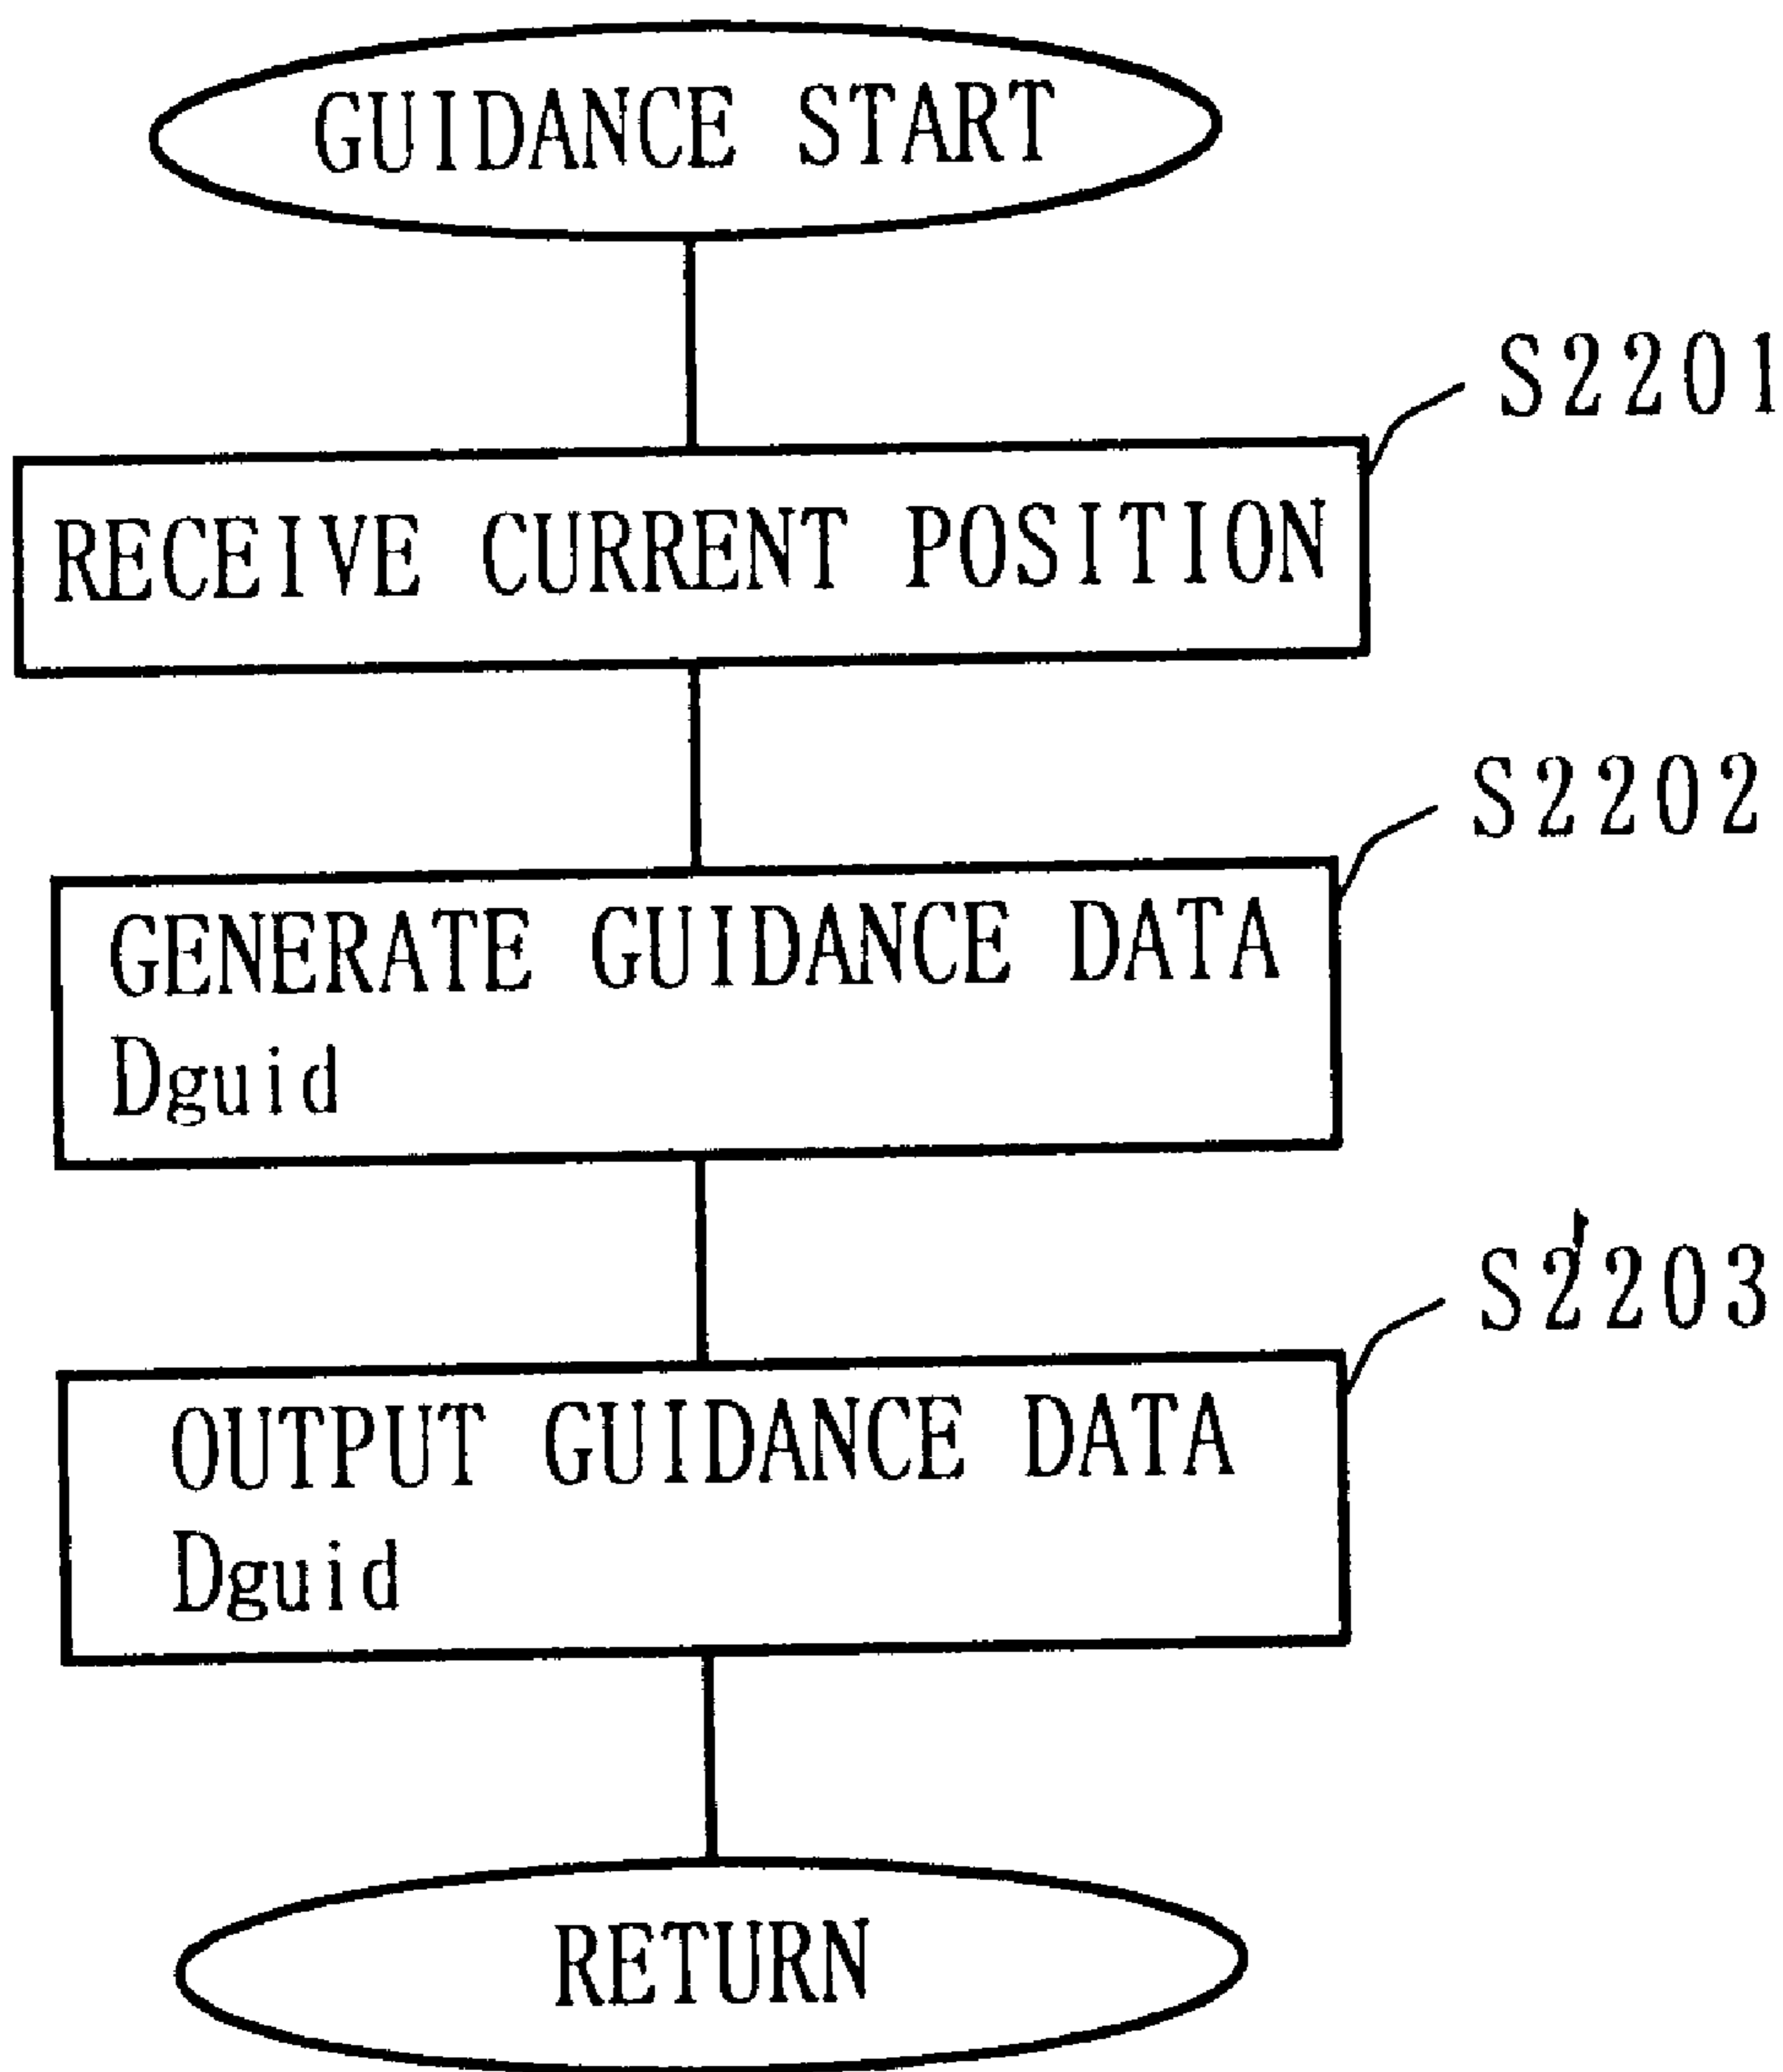 GUIDANCE START
S2201
RECEIVE CURRENT POSITION
S2202
GENERATE GUIDANCE DATA
Dguid
S2203
OUTPUT GUIDANCE DATA
Dguid
RETURN